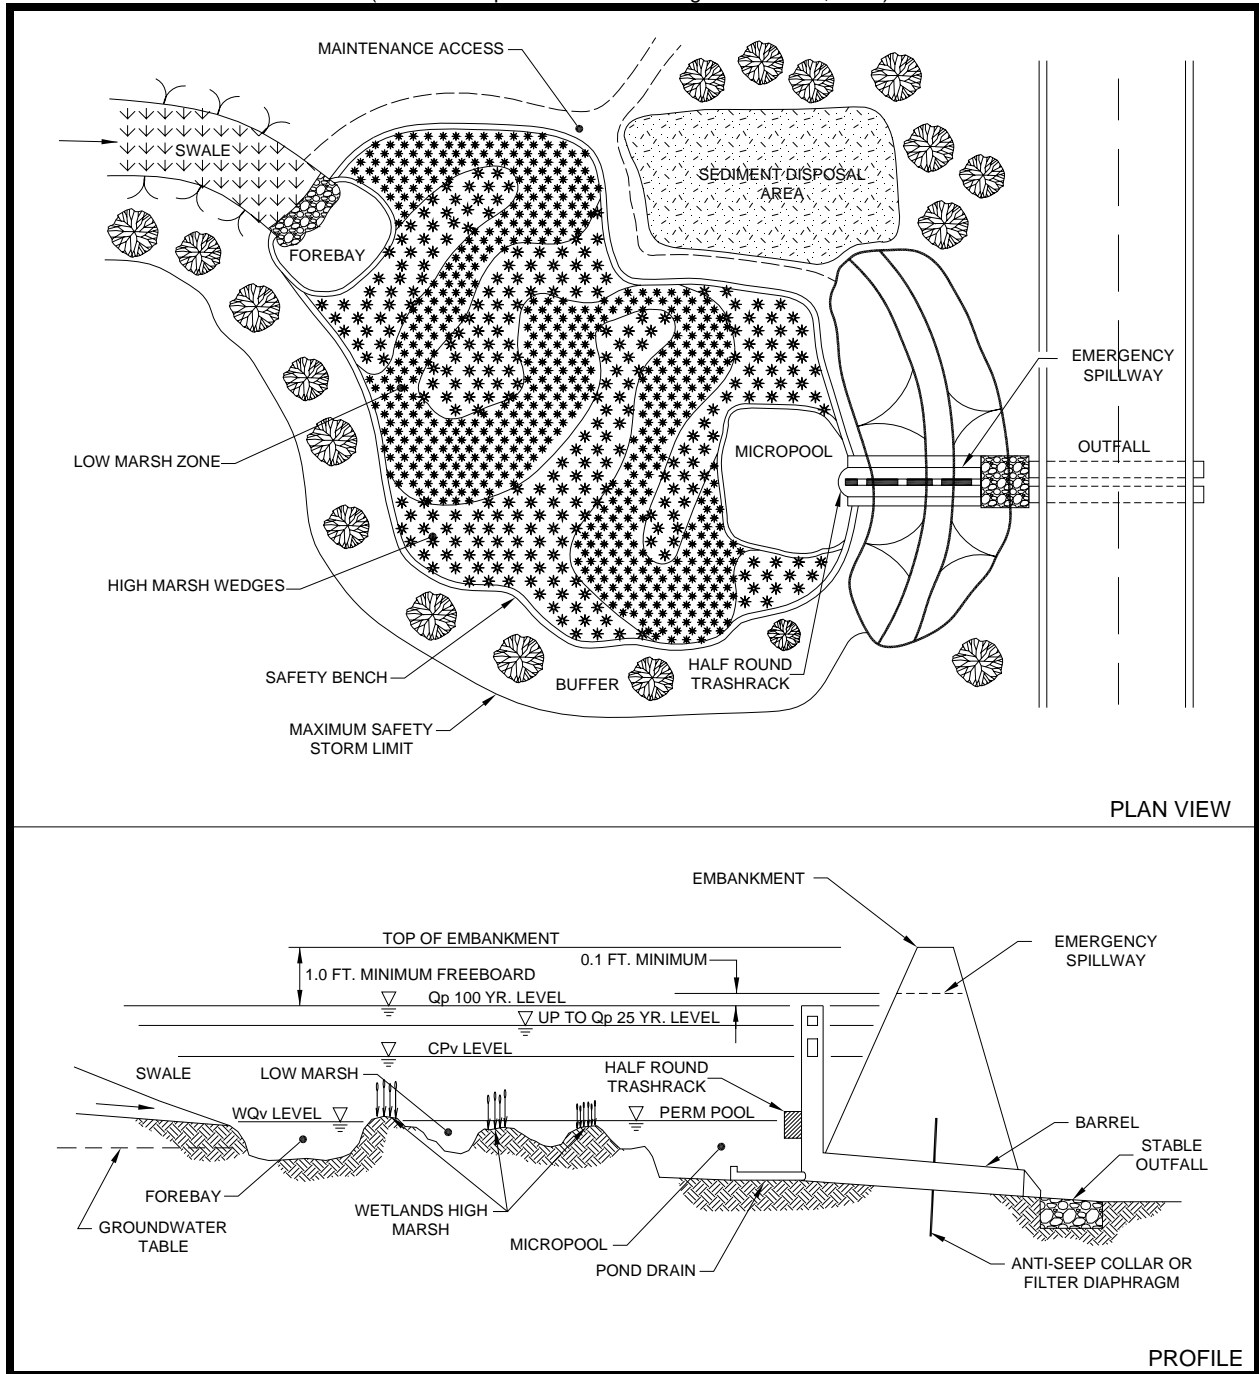 MAINTENANCE ACCESS
SWALE
SEDIMENT DISPOSAL
AREA
FOREBAY
EMERGENCY
SPILLWAY
MICROPOOL
OUTFALL
LOW MARSH ZONE
HIGH MARSH WEDGES
HALF ROUND
TRASHRACK
SAFETY BENCH
BUFFER
MAXIMUM SAFETY
STORM LIMIT
PLAN VIEW
EMBANKMENT
TOP OF EMBANKMENT
EMERGENCY
SPILLWAY
0.1 FT. MINIMUM
1.0 FT. MINIMUM FREEBOARD
Qp 100 YR. LEVEL
UP TO Qp 25 YR. LEVEL
CPv LEVEL
HALF ROUND
TRASHRACK
SWALE
LOW MARSH
WQv LEVEL
PERM POOL
BARREL
STABLE
OUTFALL
FOREBAY
WETLANDS HIGH
MARSH
GROUNDWATER
TABLE
MICROPOOL
POND DRAIN
ANTI-SEEP COLLAR OR
FILTER DIAPHRAGM
PROFILE